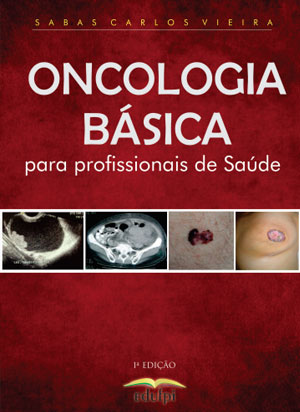 SABAS CARLOS VIEIRA
ONCOLOGIA
BÁSICA
para profissionais de Saúde
1ª EDIÇÃO
edufpi